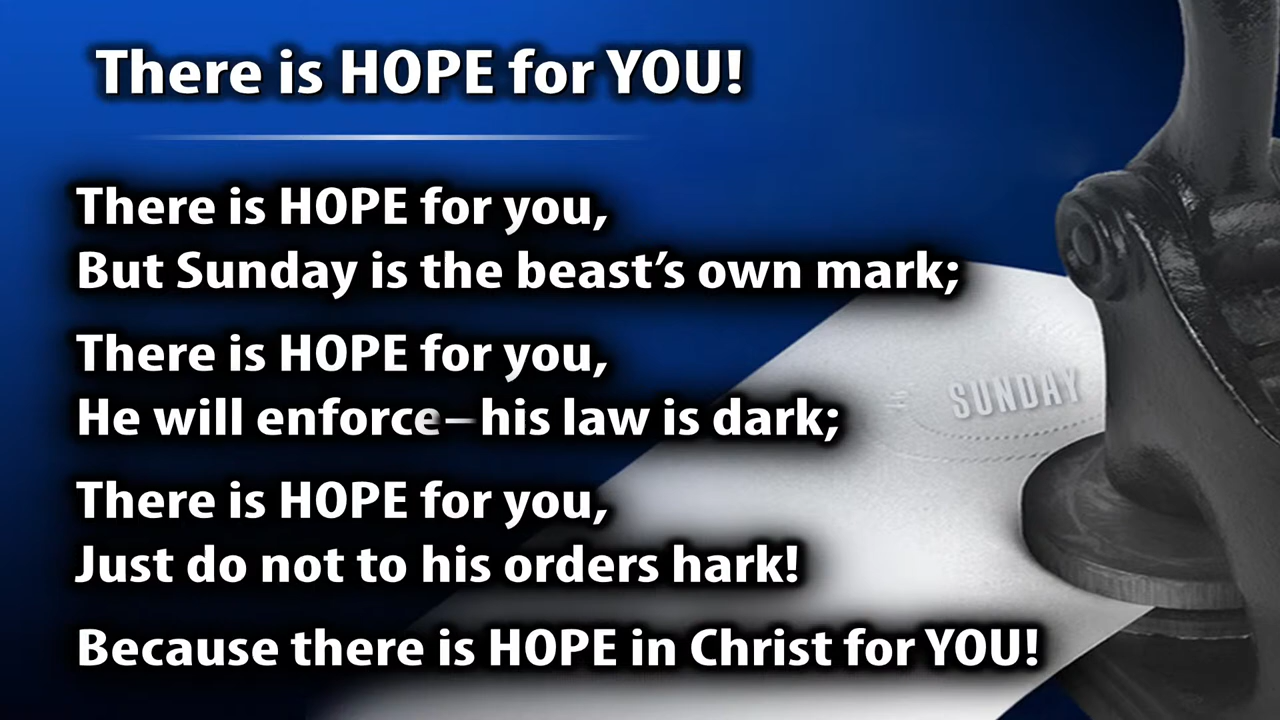 There is HOPE for YOU!
There is HOPE for you,
But Sunday is the beast’s own mark;
There is HOPE for you,
He will enforce–his law is dark;
SUNDAY
There is HOPE for you,
Just do not to his orders hark!
Because there is HOPE in Christ for YOU!